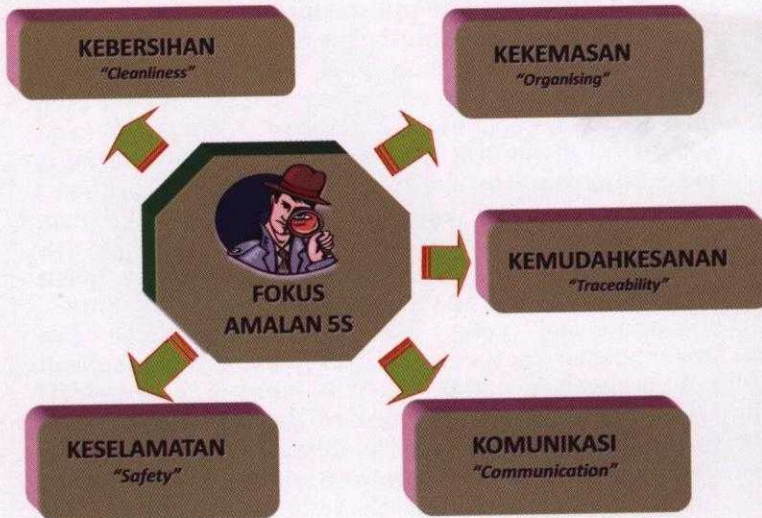 KEBERSIHAN
"Cleanliness"
KEKEMASAN
"Organising"
FOKUS
AMALAN 5S
KEMUDAHKESANAN
"Traceability"
KESELAMATAN
"Safety"
KOMUNIKASI
"Communication"